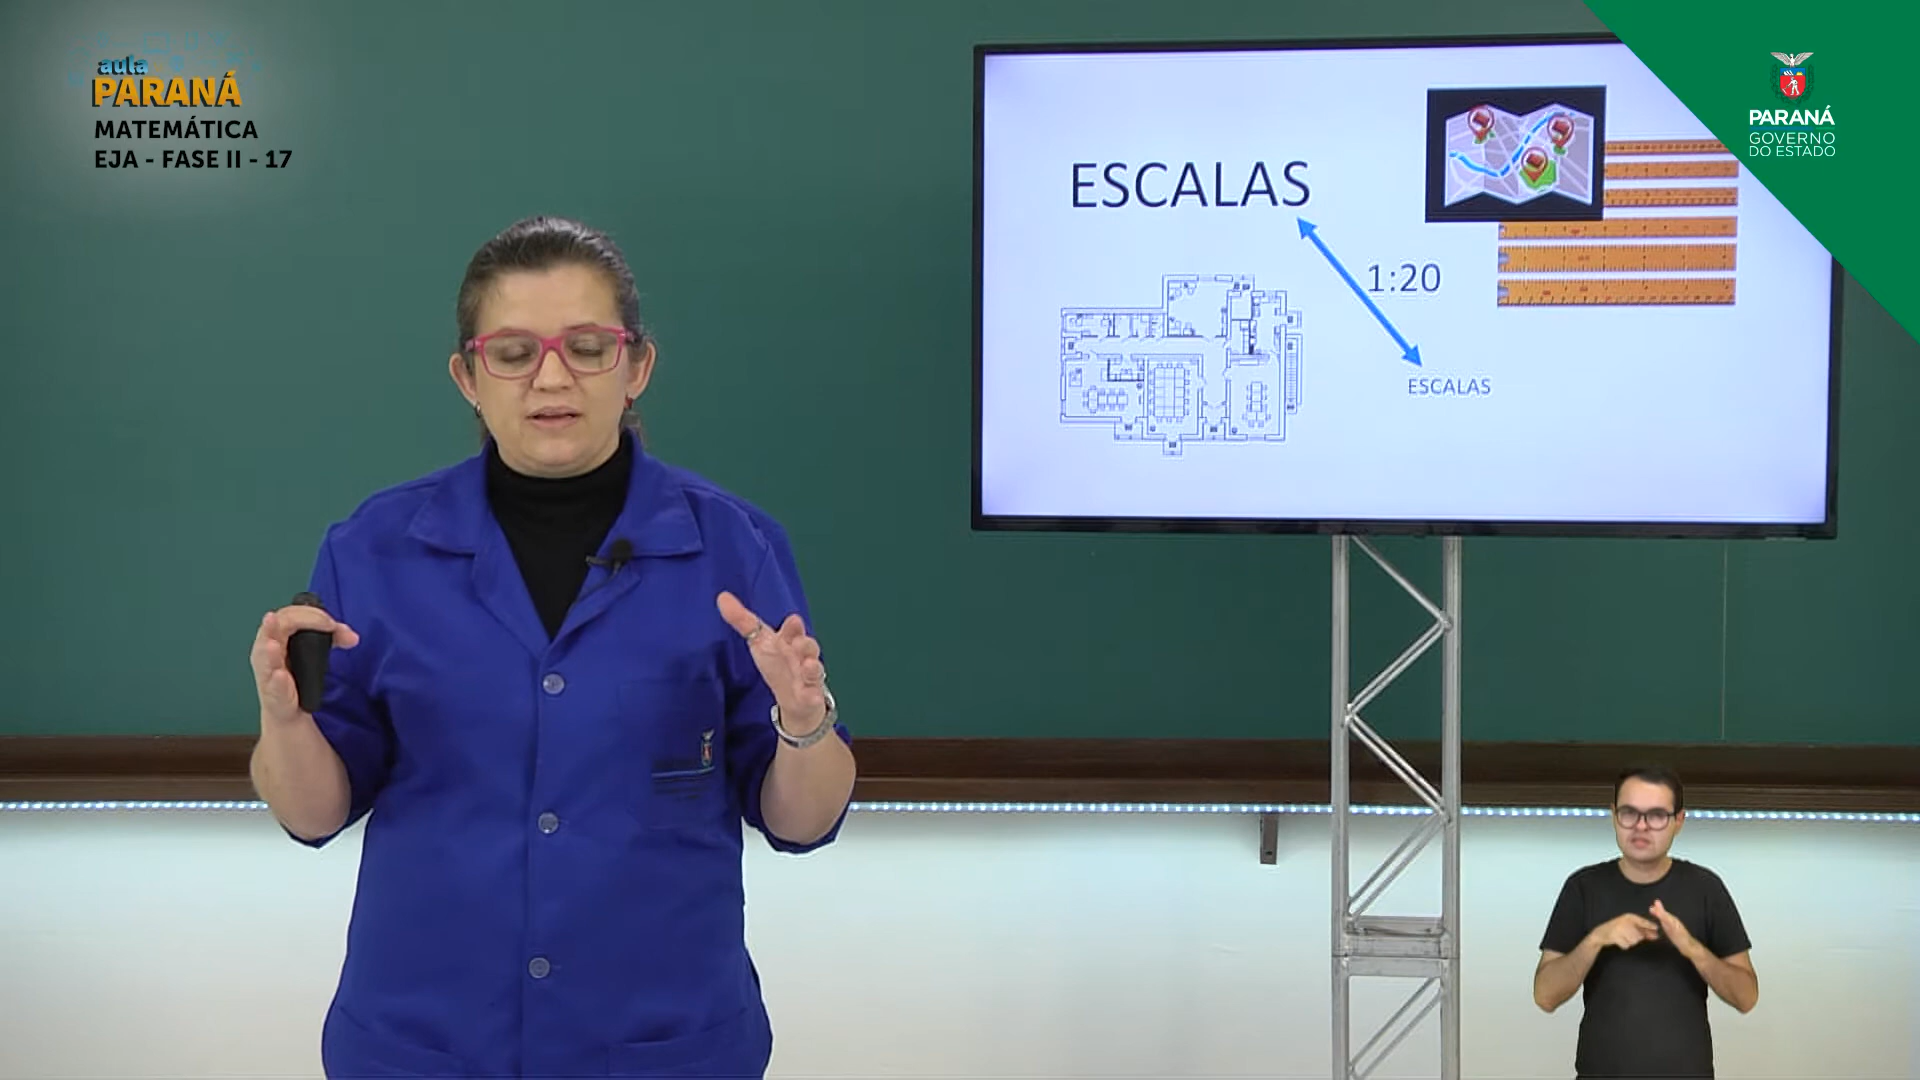 aula
PARANÁ
MATEMÁTICA
EJA - FASE II - 17
ESCALAS
1:20
ESCALAS
PARANÁ
GOVERNO
DO ESTADO